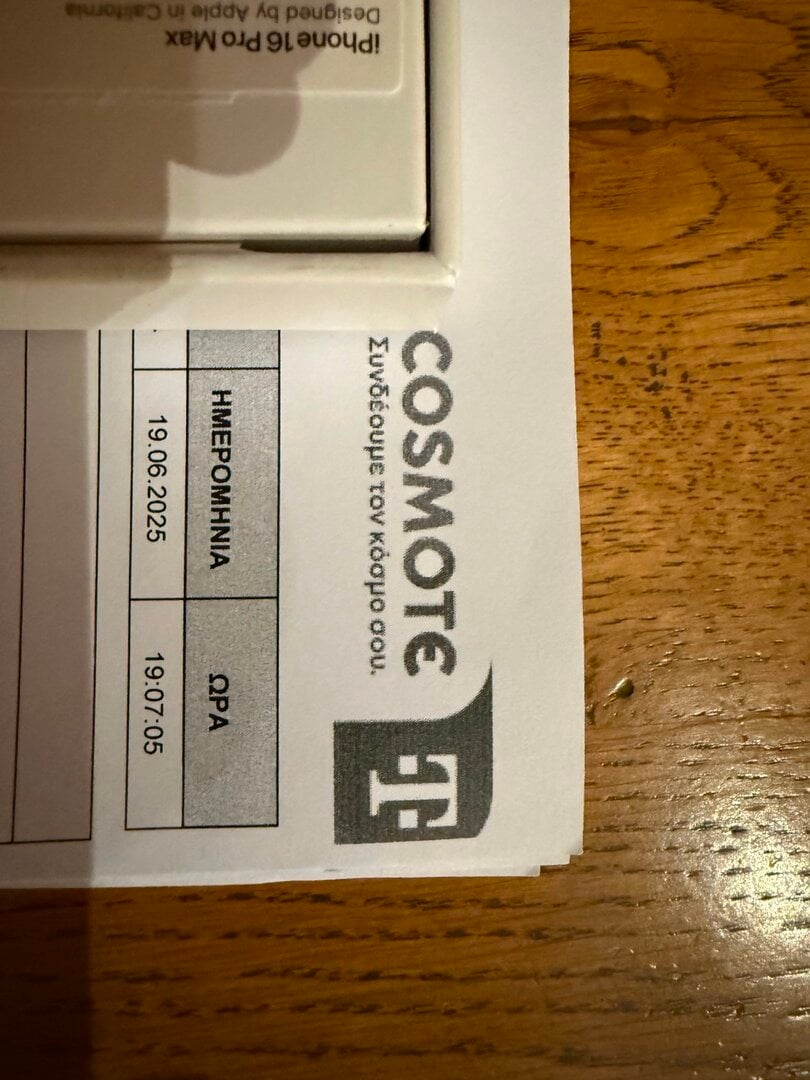 iPhone 16 Pro Max
Designed by Apple in California
COSMOTE
Συνδέουμε τον κόσμο σου.
T
ΗΜΕΡΟΜΗΝΙΑ ΩΡΑ
19.06.2025 19:07:05